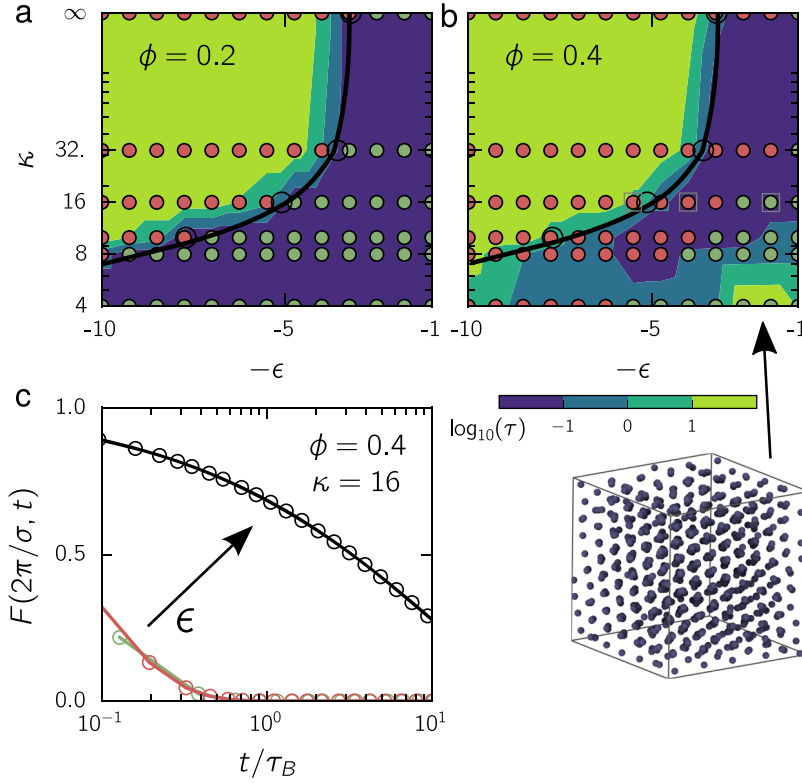 a
b
∞
κ
32.
16
8
4
ϕ = 0.2
ϕ = 0.4
-10
-5
-1
-10
-5
-1
−ϵ
−ϵ
c
log₁₀(τ)
−1
0
1
1.0
0.5
0.0
F(2π/σ, t)
ϕ = 0.4
κ = 16
ϵ
10⁻¹
10⁰
10¹
t/τ_B